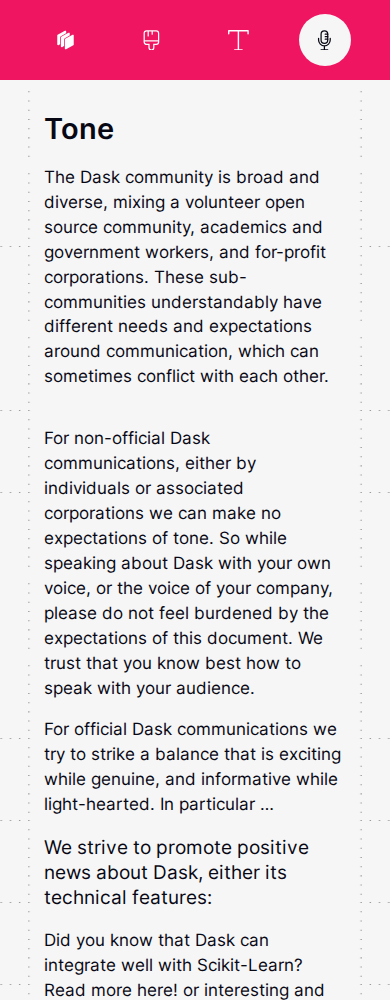 Tone
The Dask community is broad and
diverse, mixing a volunteer open
source community, academics and
government workers, and for-profit
corporations. These sub-
communities understandably have
different needs and expectations
around communication, which can
sometimes conflict with each other.
For non-official Dask
communications, either by
individuals or associated
corporations we can make no
expectations of tone. So while
speaking about Dask with your own
voice, or the voice of your company,
please do not feel burdened by the
expectations of this document. We
trust that you know best how to
speak with your audience.
For official Dask communications we
try to strike a balance that is exciting
while genuine, and informative while
light-hearted. In particular ...
We strive to promote positive
news about Dask, either its
technical features:
Did you know that Dask can
integrate well with Scikit-Learn?
Read more here! or interesting and